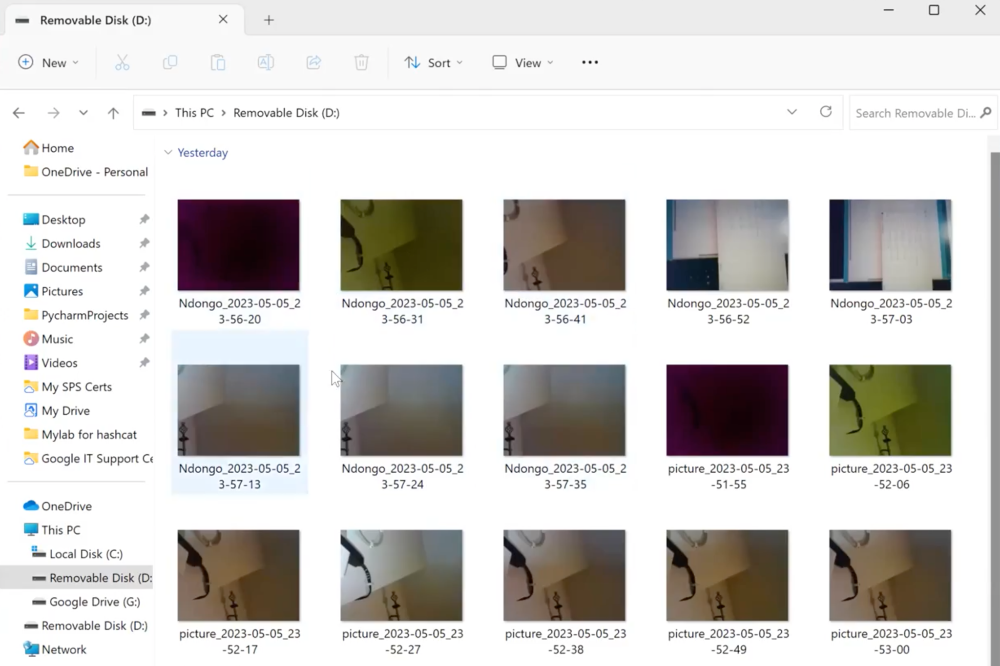 Removable Disk (D:)
New
Sort
View
This PC
Removable Disk (D:)
Search Removable Di...
Home
OneDrive - Personal
Desktop
Downloads
Documents
Pictures
PycharmProjects
Music
Videos
My SPS Certs
My Drive
Mylab for hashcat
Google IT Support Ce
OneDrive
This PC
Local Disk (C:)
Removable Disk (D:
Google Drive (G:)
Removable Disk (D:)
Network
Yesterday
Ndongo_2023-05-05_2
3-56-20
Ndongo_2023-05-05_2
3-56-31
Ndongo_2023-05-05_2
3-56-41
Ndongo_2023-05-05_2
3-56-52
Ndongo_2023-05-05_2
3-57-03
Ndongo_2023-05-05_2
3-57-13
Ndongo_2023-05-05_2
3-57-24
Ndongo_2023-05-05_2
3-57-35
picture_2023-05-05_23
-51-55
picture_2023-05-05_23
-52-06
picture_2023-05-05_23
-52-17
picture_2023-05-05_23
-52-27
picture_2023-05-05_23
-52-38
picture_2023-05-05_23
-52-49
picture_2023-05-05_23
-53-00